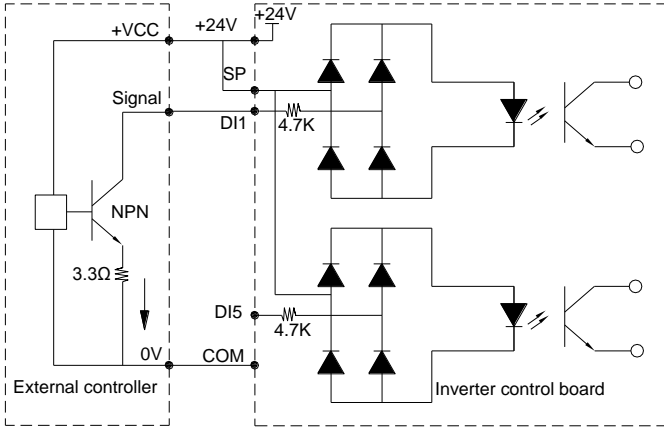 +VCC
+24V
+24V
SP
Signal
DI1
4.7K
NPN
3.3Ω
DI5
4.7K
0V
COM
External controller
Inverter control board